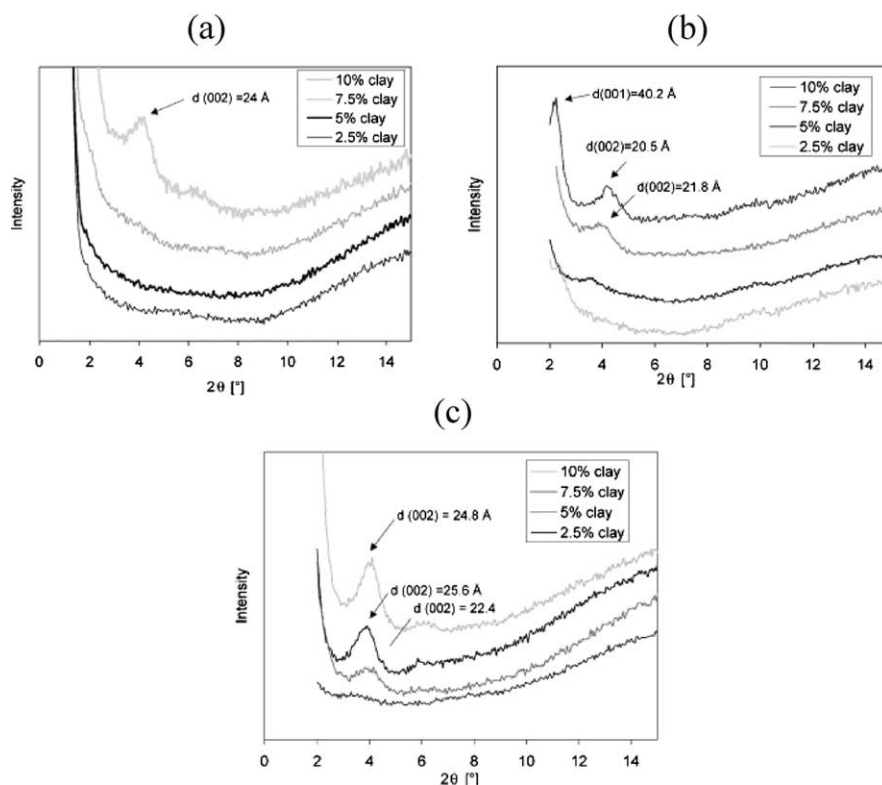 (a)
10% clay
7.5% clay
5% clay
2.5% clay
d (002) =24 Å
Intensity
0 2 4 6 8 10 12 14
2θ [°]
(b)
10% clay
7.5% clay
5% clay
2.5% clay
d(001)=40.2 Å
d(002)=20.5 Å
d(002)=21.8 Å
Intensity
0 2 4 6 8 10 12 14
2θ [°]
(c)
10% clay
7.5% clay
5% clay
2.5% clay
d (002) = 24.8 Å
d (002) =25.6 Å
d (002) = 22.4
Intensity
0 2 4 6 8 10 12 14
2θ [°]